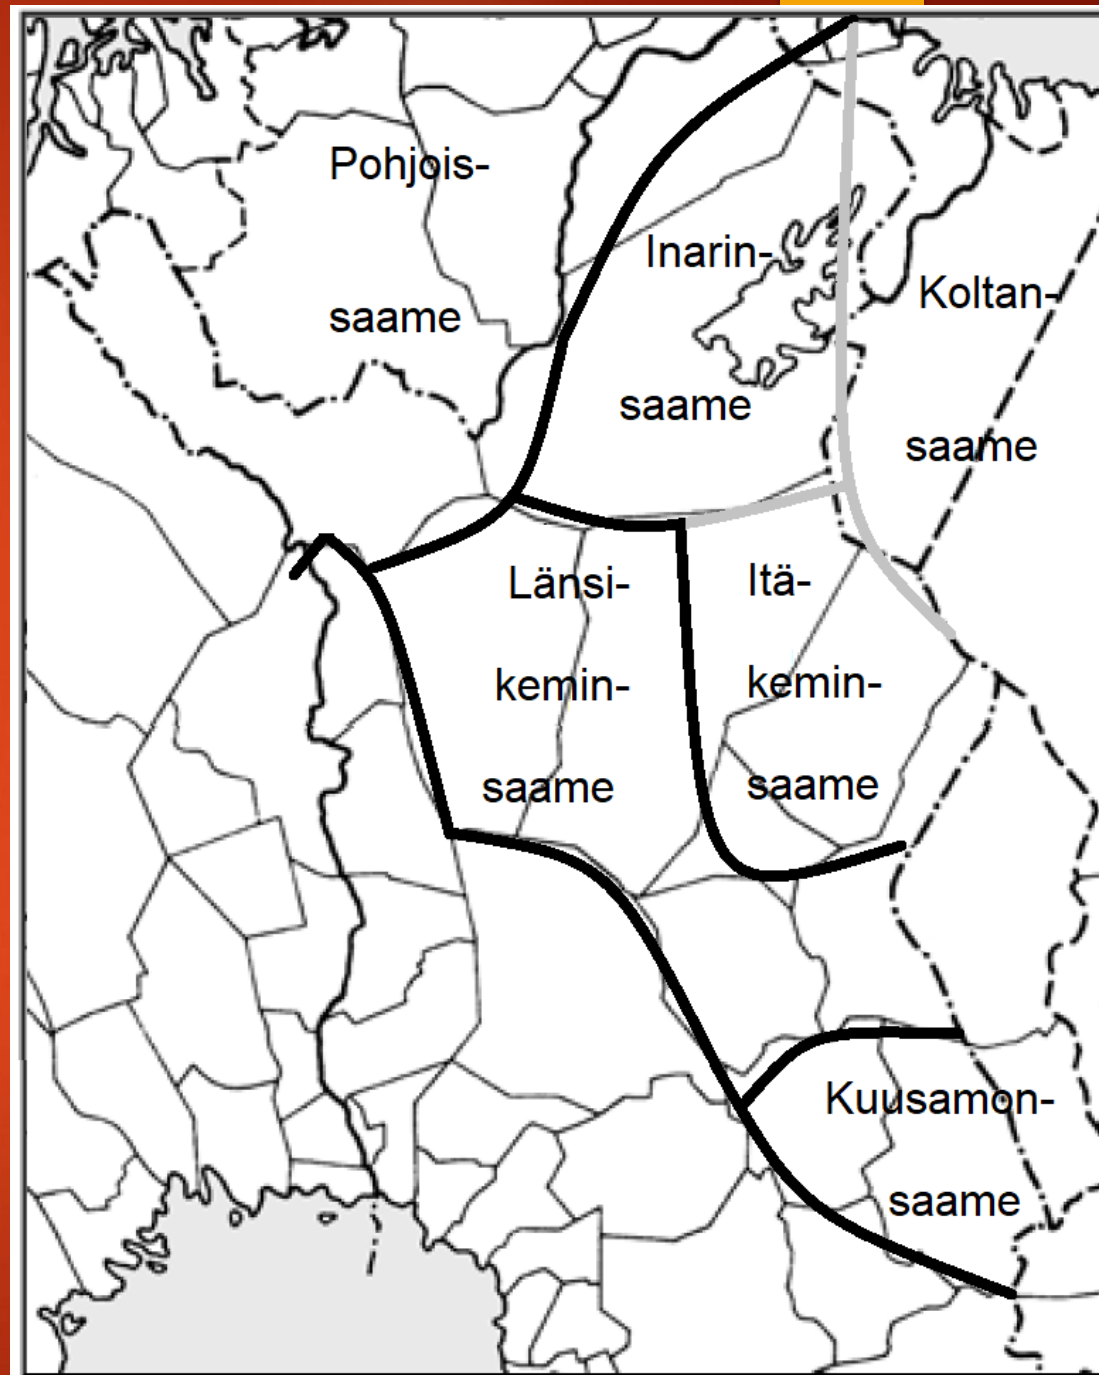 Pohjois-
saame
Inarin-
saame
Koltan-
saame
Länsi-
kemin-
saame
Itä-
kemin-
saame
Kuusamon-
saame